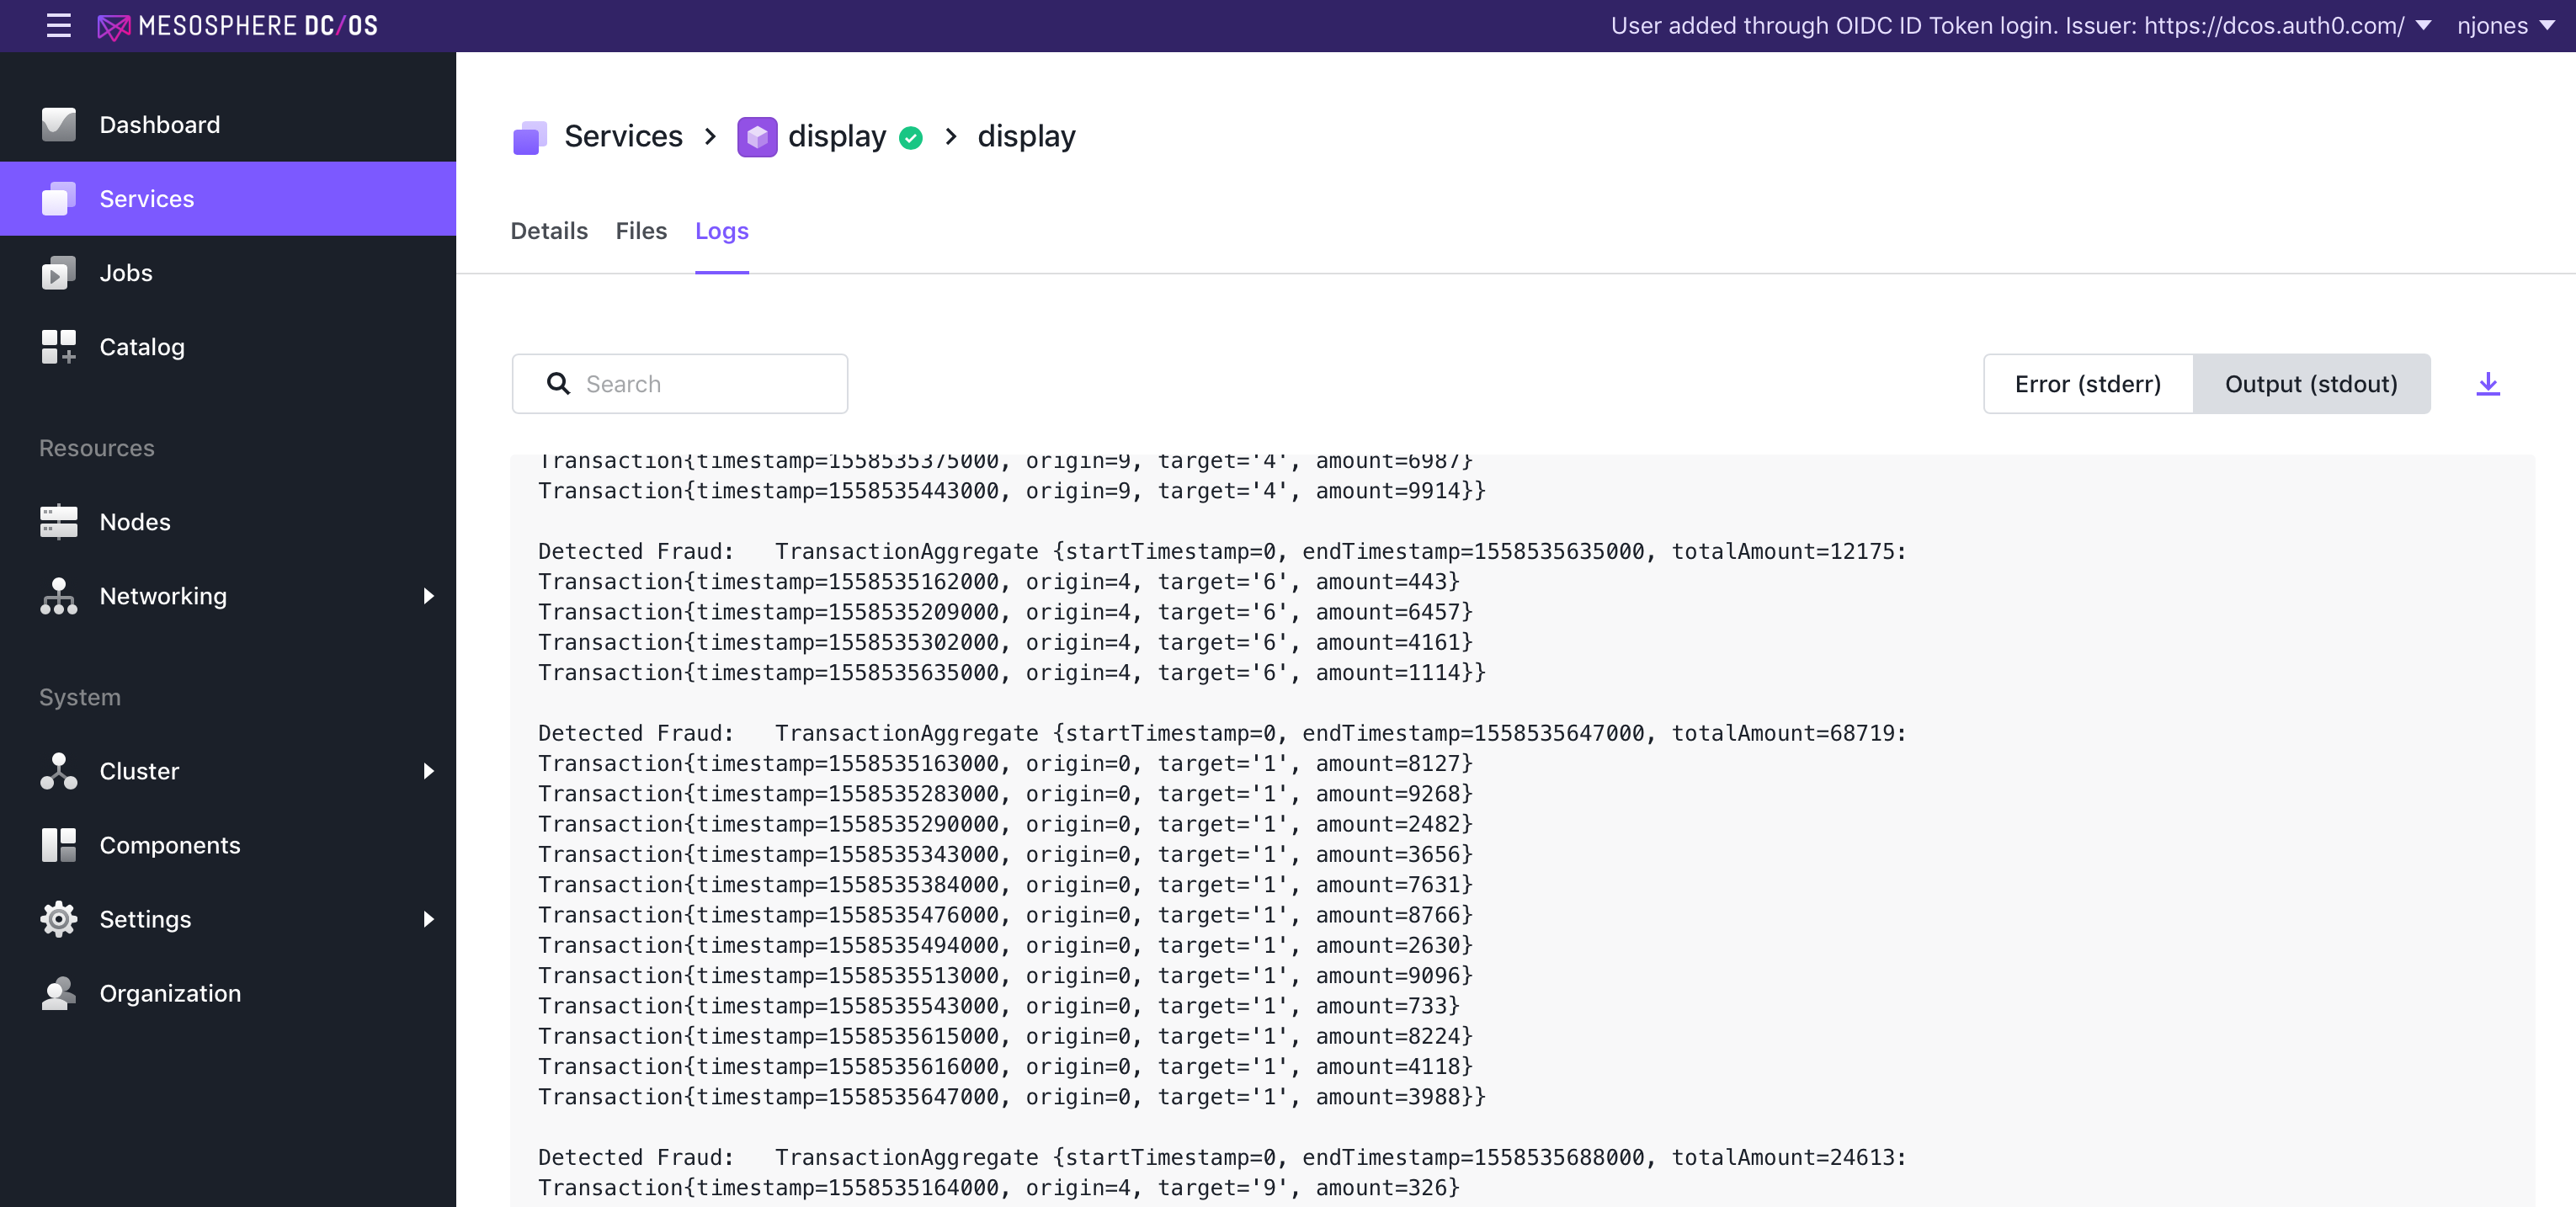 MESOSPHERE DC/OS
User added through OIDC ID Token login. Issuer: https://dcos.auth0.com/
njones
Dashboard
Services
Jobs
Catalog
Resources
Nodes
Networking
System
Cluster
Components
Settings
Organization
Services > display > display
Details Files Logs
Search
Error (stderr) Output (stdout)
Transaction{timestamp=1558535375000, origin=9, target='4', amount=6987}
Transaction{timestamp=1558535443000, origin=9, target='4', amount=9914}}
Detected Fraud:   TransactionAggregate {startTimestamp=0, endTimestamp=1558535635000, totalAmount=12175:
Transaction{timestamp=1558535162000, origin=4, target='6', amount=443}
Transaction{timestamp=1558535209000, origin=4, target='6', amount=6457}
Transaction{timestamp=1558535302000, origin=4, target='6', amount=4161}
Transaction{timestamp=1558535635000, origin=4, target='6', amount=1114}}
Detected Fraud:   TransactionAggregate {startTimestamp=0, endTimestamp=1558535647000, totalAmount=68719:
Transaction{timestamp=1558535163000, origin=0, target='1', amount=8127}
Transaction{timestamp=1558535283000, origin=0, target='1', amount=9268}
Transaction{timestamp=1558535290000, origin=0, target='1', amount=2482}
Transaction{timestamp=1558535343000, origin=0, target='1', amount=3656}
Transaction{timestamp=1558535384000, origin=0, target='1', amount=7631}
Transaction{timestamp=1558535476000, origin=0, target='1', amount=8766}
Transaction{timestamp=1558535494000, origin=0, target='1', amount=2630}
Transaction{timestamp=1558535513000, origin=0, target='1', amount=9096}
Transaction{timestamp=1558535543000, origin=0, target='1', amount=733}
Transaction{timestamp=1558535615000, origin=0, target='1', amount=8224}
Transaction{timestamp=1558535616000, origin=0, target='1', amount=4118}
Transaction{timestamp=1558535647000, origin=0, target='1', amount=3988}}
Detected Fraud:   TransactionAggregate {startTimestamp=0, endTimestamp=1558535688000, totalAmount=24613:
Transaction{timestamp=1558535164000, origin=4, target='9', amount=326}